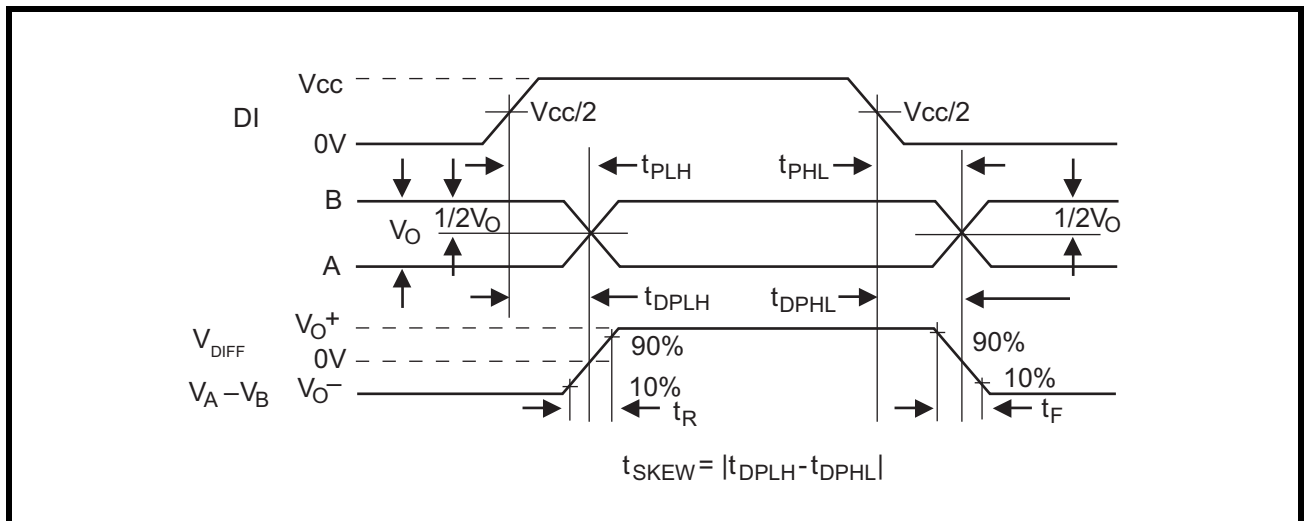 Vcc
DI
Vcc/2
Vcc/2
0V
tPLH
tPHL
B
VO
1/2VO
1/2VO
A
tDPLH
tDPHL
VO+
VDIFF
0V
90%
90%
VA –VB
VO–
10%
10%
tR
tF
tSKEW = |tDPLH - tDPHL|